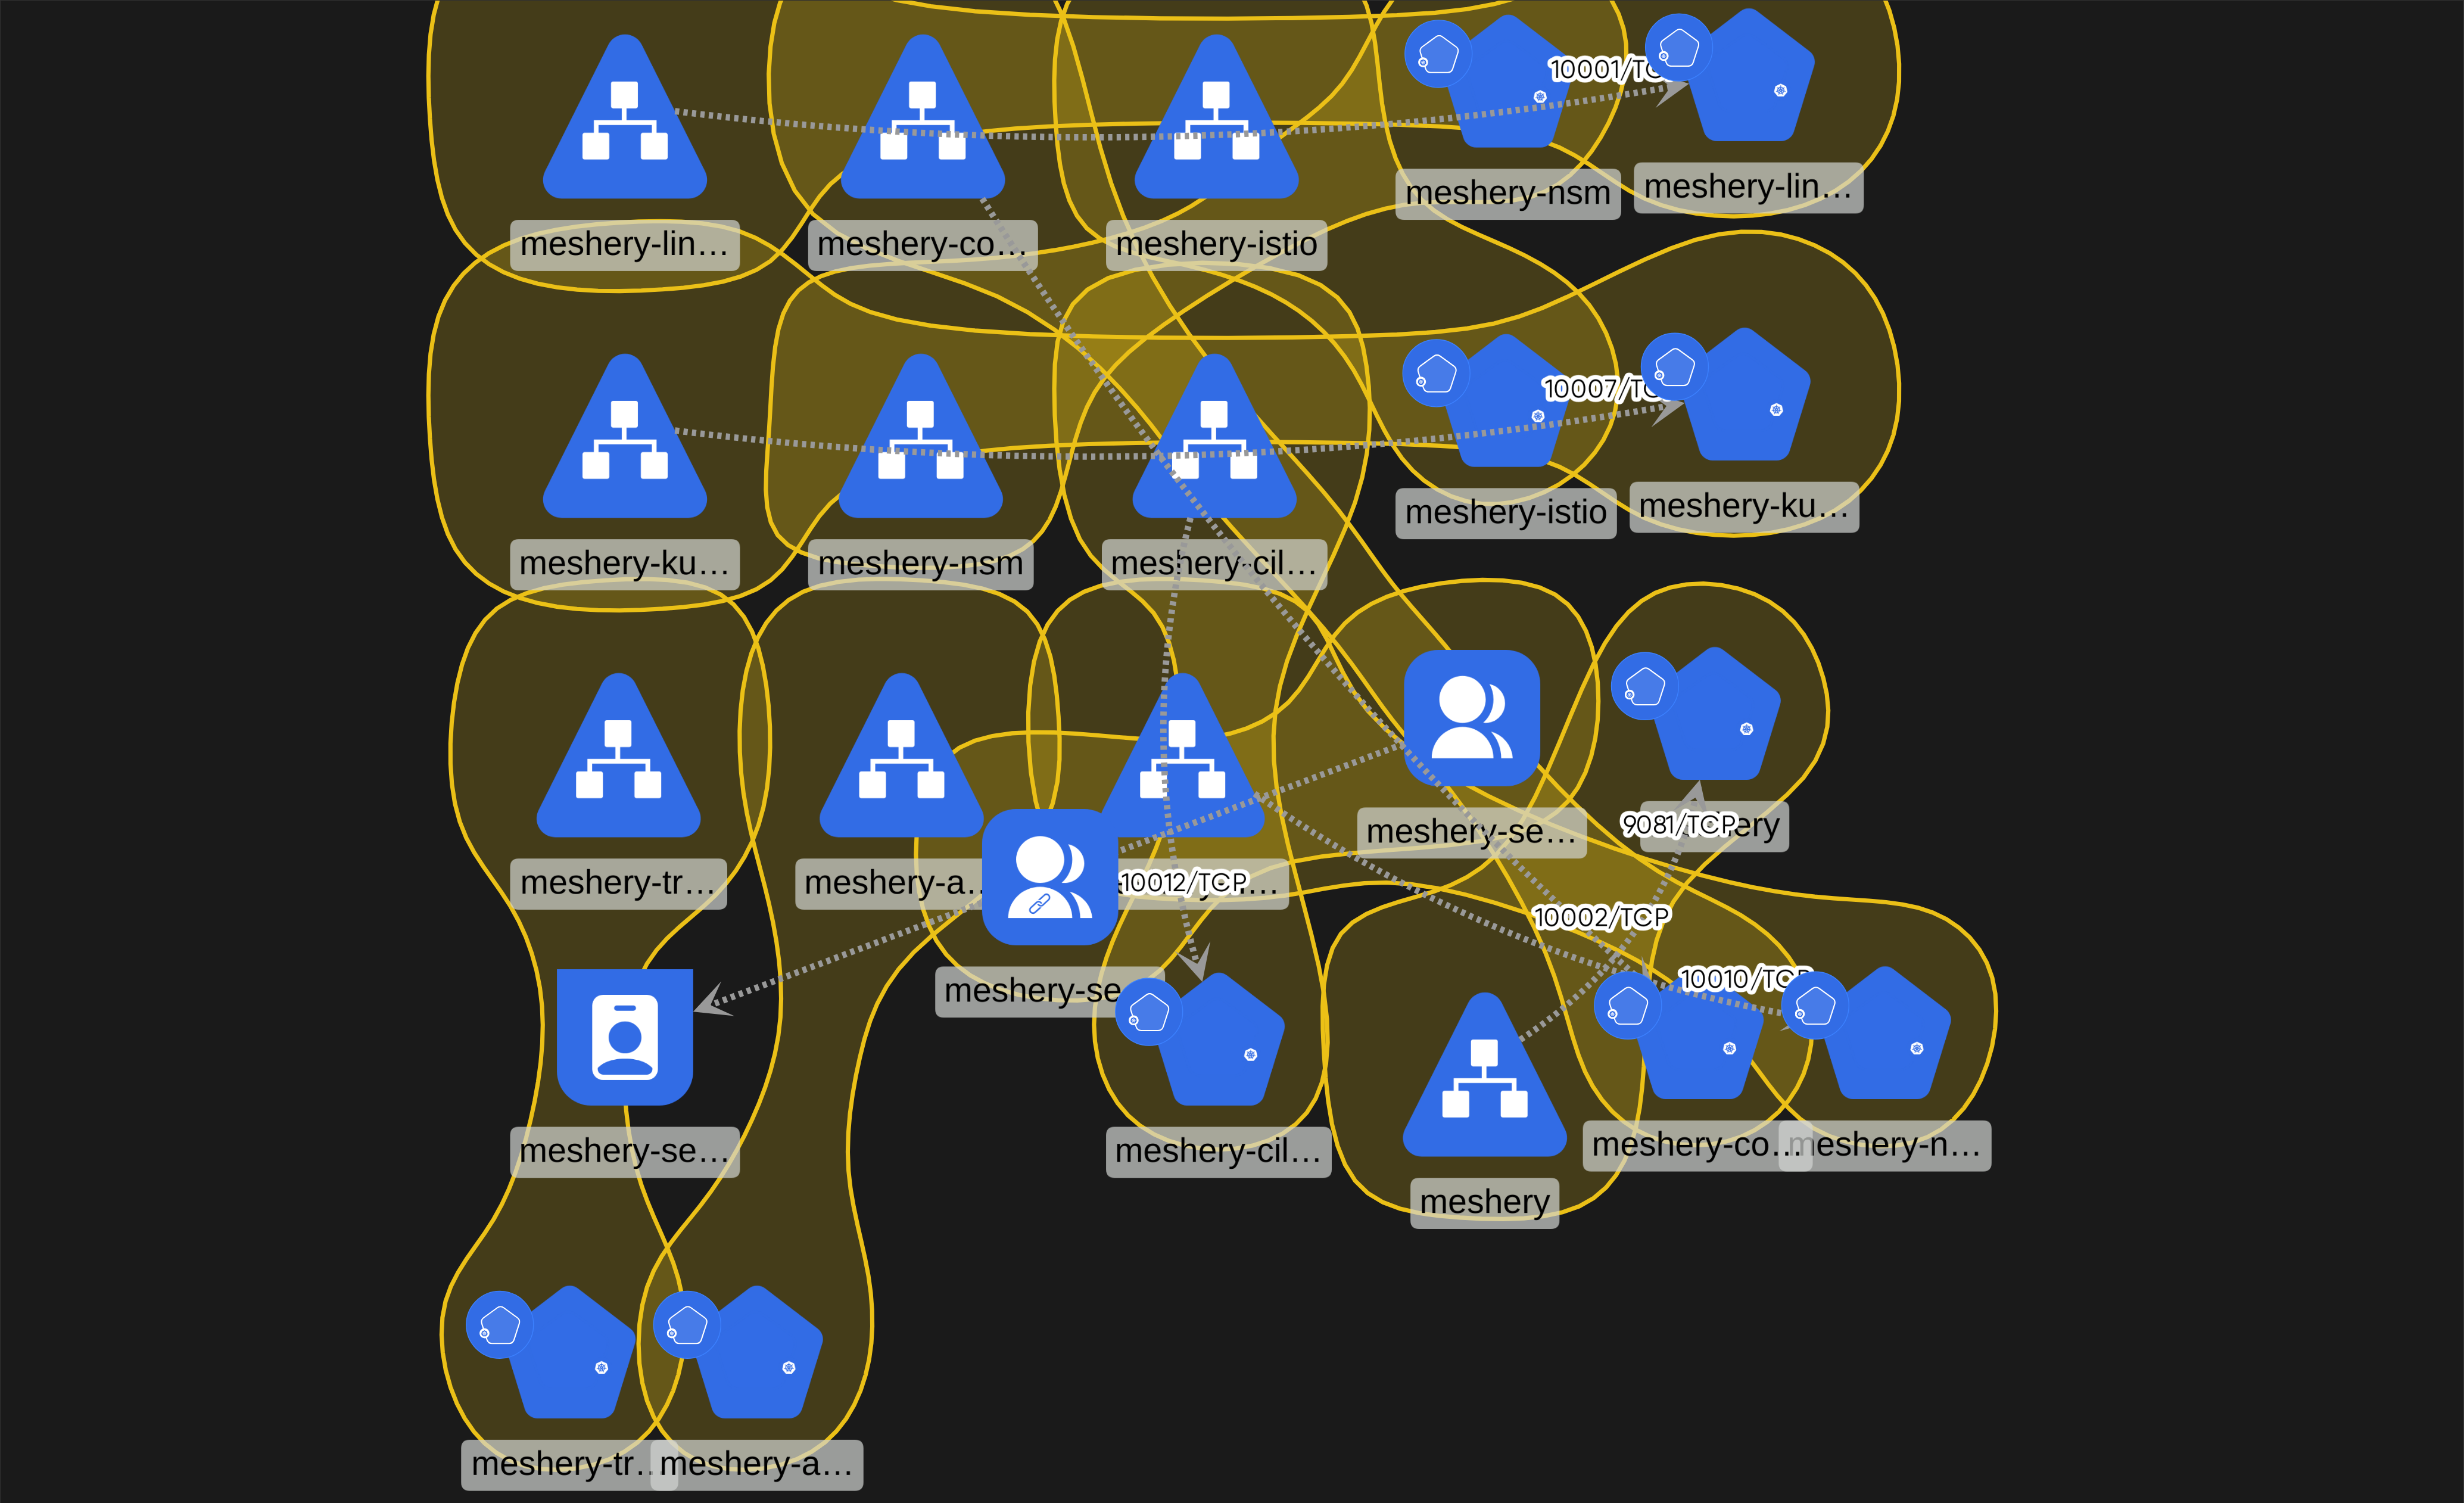 10001/TC
meshery-nsm
meshery-lin…
meshery-lin…
meshery-co…
meshery-istio
10007/TC
meshery-istio
meshery-ku…
meshery-ku…
meshery-nsm
meshery-cil…
meshery-se…
9081/TCP
meshery-tr…
meshery-a…
10012/TCP
10002/TCP
10010/TCP
meshery-se
meshery-se…
meshery-cil…
meshery-co…
meshery-n…
meshery
meshery-tr…
meshery-a…